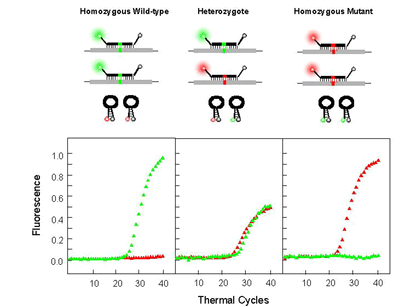 Homozygous Wild-type Heterozygote Homozygous Mutant
Fluorescence
1.0
0.8
0.6
0.4
0.2
0.0
10 20 30 40 10 20 30 40 10 20 30 40
Thermal Cycles